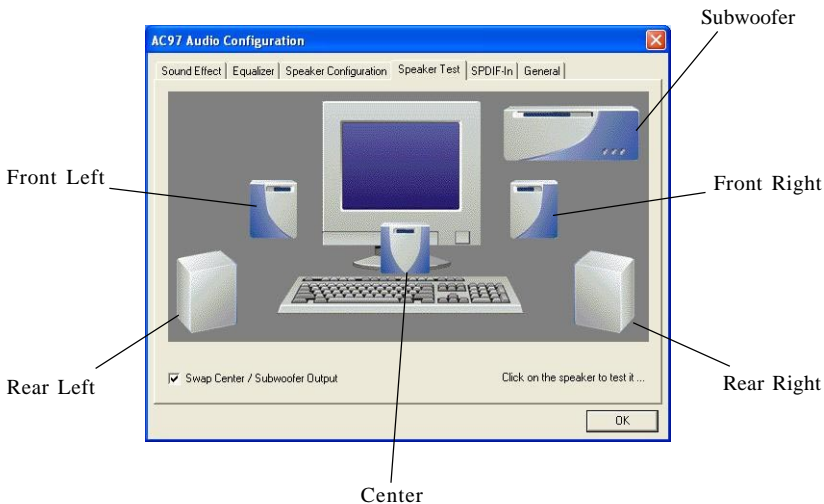 Subwoofer
AC97 Audio Configuration
Sound Effect
Equalizer
Speaker Configuration
Speaker Test
SPDIF-In
General
Front Left
Front Right
Rear Left
Rear Right
Swap Center / Subwoofer Output
Click on the speaker to test it ...
OK
Center